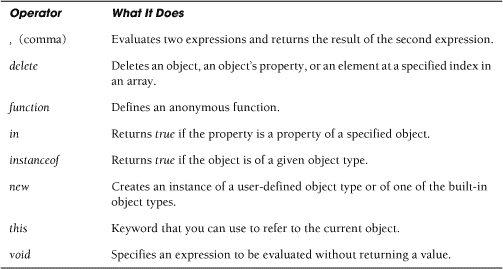 Operator What It Does
, (comma) Evaluates two expressions and returns the result of the second expression.
delete Deletes an object, an object's property, or an element at a specified index in
an array.
function Defines an anonymous function.
in Returns true if the property is a property of a specified object.
instanceof Returns true if the object is of a given object type.
new Creates an instance of a user-defined object type or of one of the built-in
object types.
this Keyword that you can use to refer to the current object.
void Specifies an expression to be evaluated without returning a value.